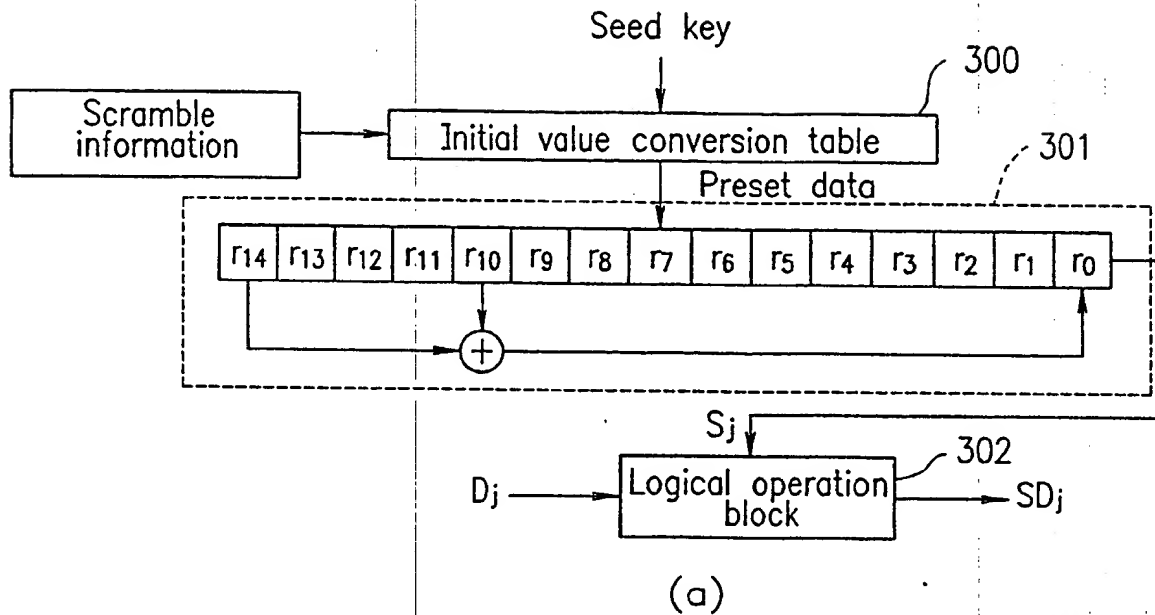 Seed key
300
Scramble
information
Initial value conversion table
301
Preset data
r14 r13 r12 r11 r10 r9 r8 r7 r6 r5 r4 r3 r2 r1 r0
+
Sj
302
Dj
Logical operation
block
SDj
(a)